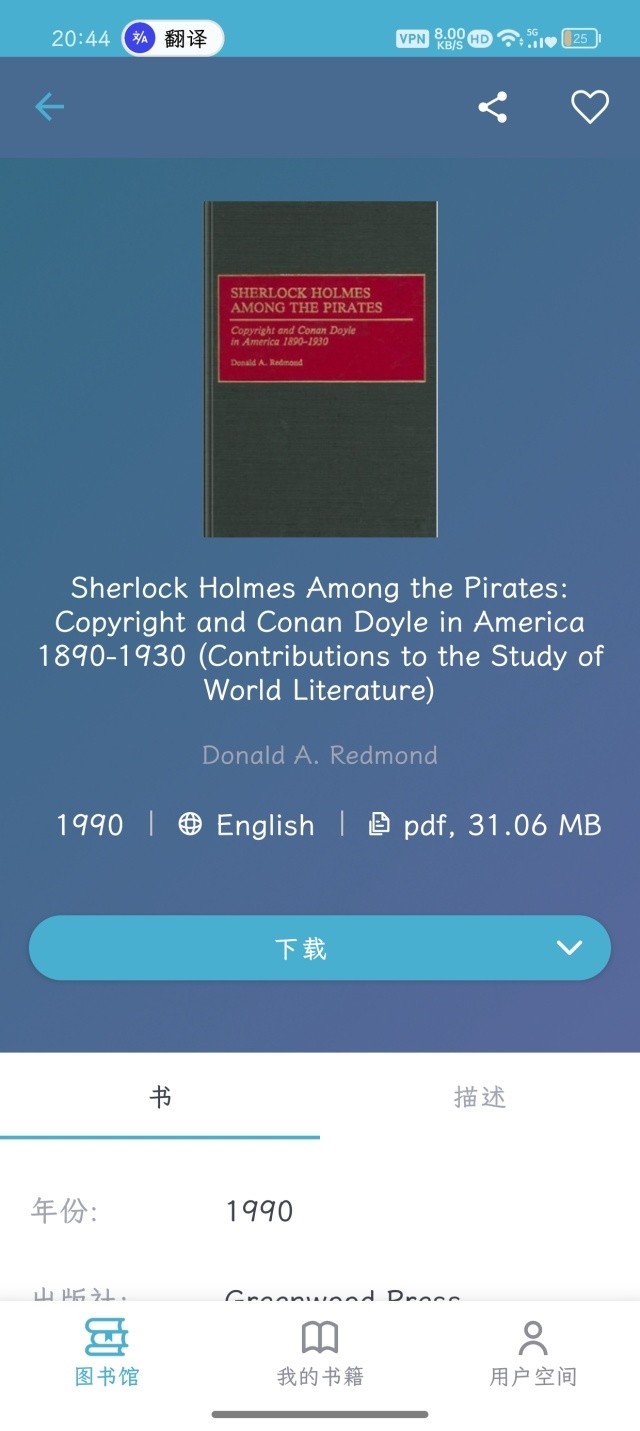 20:44 翻译 VPN 8.00 KB/S HD 5G 25
SHERLOCK HOLMES
AMONG THE PIRATES
Copyright and Conan Doyle
in America 1890-1930
Donald A. Redmond
Sherlock Holmes Among the Pirates:
Copyright and Conan Doyle in America
1890-1930 (Contributions to the Study of
World Literature)
Donald A. Redmond
1990 | English | pdf, 31.06 MB
下载
书 描述
年份: 1990
出版社: Greenwood Press
图书馆 我的书籍 用户空间